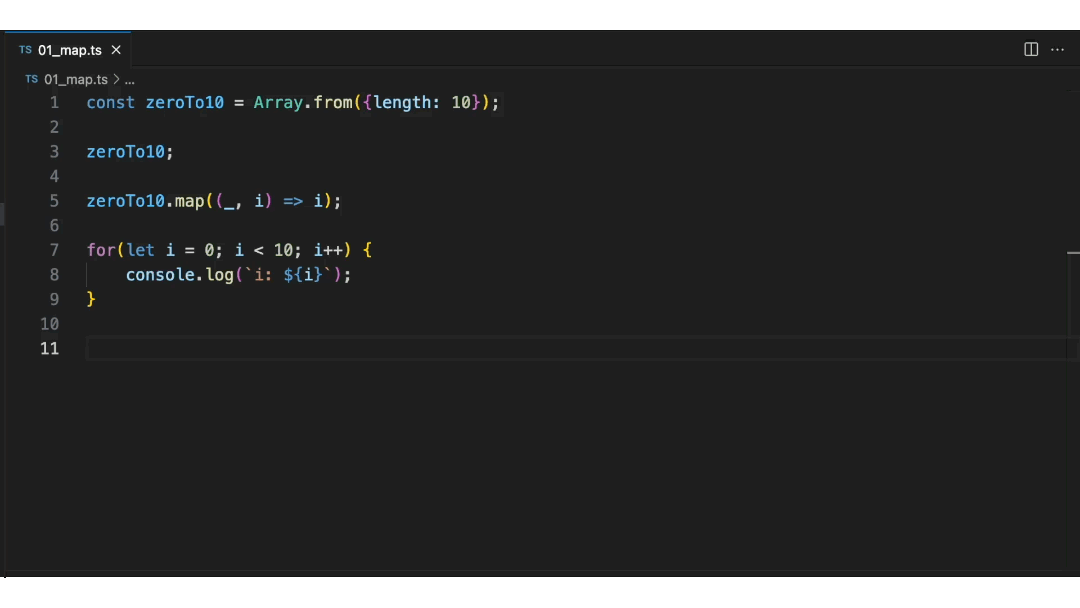 TS 01_map.ts ×
TS 01_map.ts > ...
1 const zeroTo10 = Array.from({length: 10});
2
3 zeroTo10;
4
5 zeroTo10.map((_, i) => i);
6
7 for(let i = 0; i < 10; i++) {
8     console.log(`i: ${i}`);
9 }
10
11